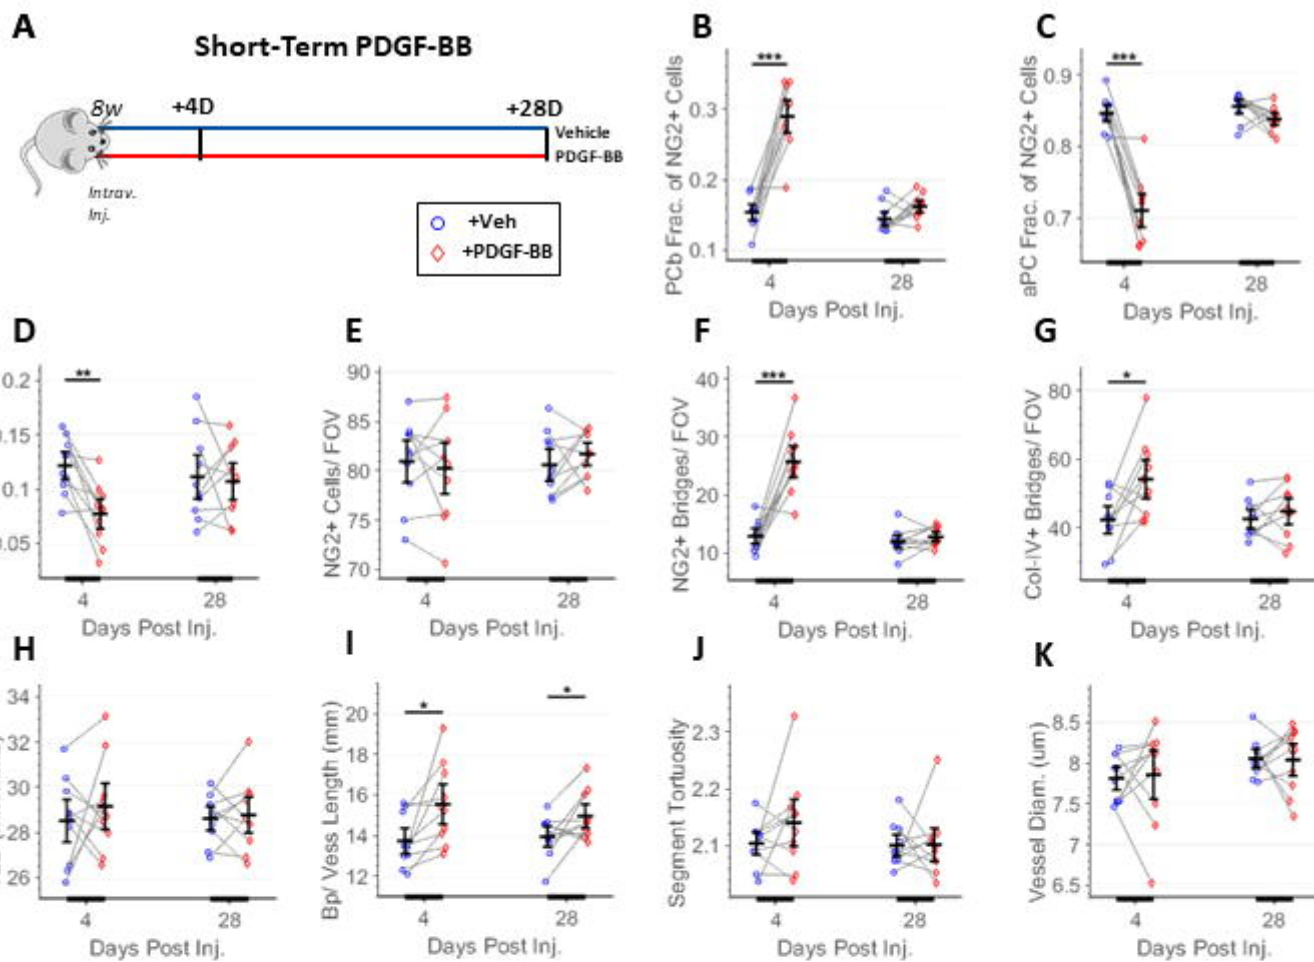 A
Short-Term PDGF-BB
8w
+4D
+28D
Vehicle
PDGF-BB
Intrav.
Inj.
+Veh
+PDGF-BB
B
***
PCb Frac. of NG2+ Cells
0.3
0.2
0.1
4
28
Days Post Inj.
C
***
aPC Frac. of NG2+ Cells
0.9
0.8
0.7
4
28
Days Post Inj.
D
**
0.2
0.15
0.1
0.05
4
28
Days Post Inj.
E
NG2+ Cells/ FOV
90
85
80
75
70
4
28
Days Post Inj.
F
***
NG2+ Bridges/ FOV
40
30
20
10
4
28
Days Post Inj.
G
*
Col-IV+ Bridges/ FOV
80
60
40
4
28
Days Post Inj.
H
34
32
30
28
26
4
28
Days Post Inj.
I
*
*
Bp/ Vess Length (mm)
20
18
16
14
12
4
28
Days Post Inj.
J
Segment Tortuosity
2.3
2.2
2.1
4
28
Days Post Inj.
K
Vessel Diam. (um)
8.5
8
7.5
7
6.5
4
28
Days Post Inj.